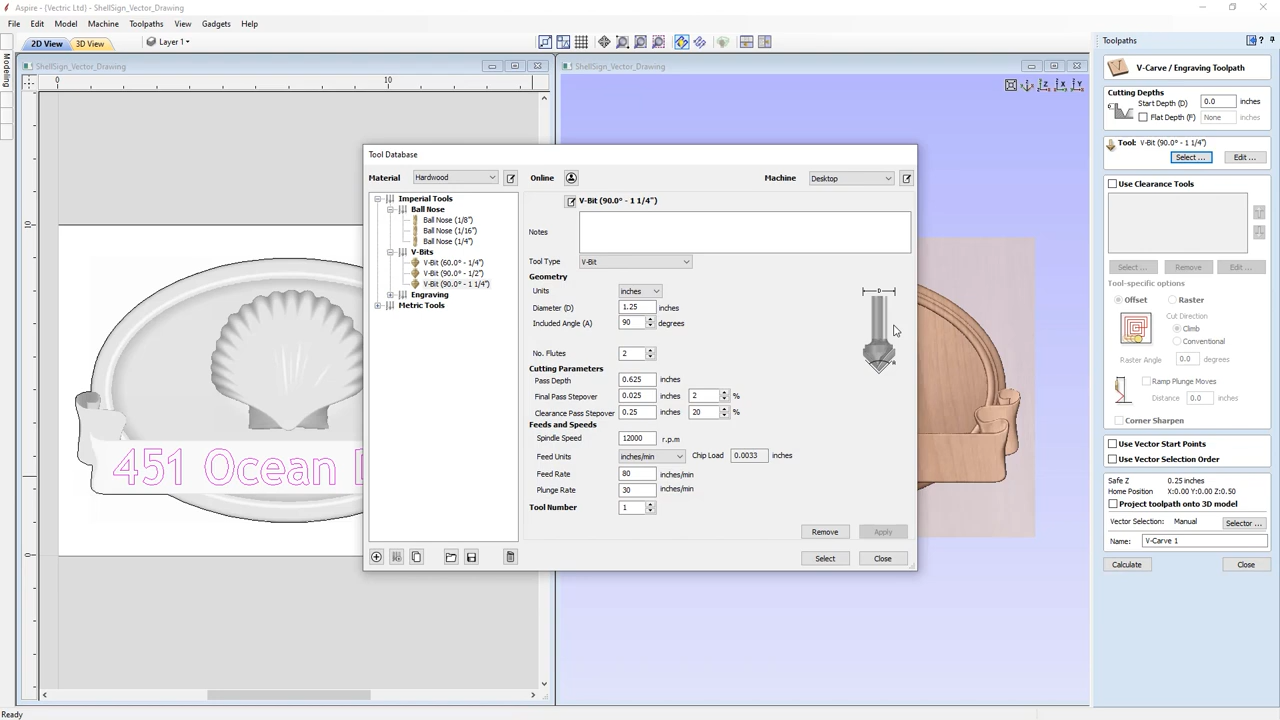 Aspire - [Vectric Ltd] - ShellSign_Vector_Drawing
File Edit Model Machine Toolpaths View Gadgets Help
2D View 3D View Layer 1
Modeling
ShellSign_Vector_Drawing
0 10
0
0
451 Ocean D
ShellSign_Vector_Drawing
Z X Y
Tool Database
Material Hardwood Online Machine Desktop
Imperial Tools
Ball Nose
Ball Nose (1/8")
Ball Nose (1/16")
Ball Nose (1/4")
V-Bits
V-Bit (60.0° - 1/4")
V-Bit (90.0° - 1/2")
V-Bit (90.0° - 1 1/4")
Engraving
Metric Tools
V-Bit (90.0° - 1 1/4")
Notes
Tool Type V-Bit
Geometry
Units inches
Diameter (D) 1.25 inches
Included Angle (A) 90 degrees
No. Flutes 2
Cutting Parameters
Pass Depth 0.625 inches
Final Pass Stepover 0.025 inches 2 %
Clearance Pass Stepover 0.25 inches 20 %
Feeds and Speeds
Spindle Speed 12000 r.p.m
Feed Units inches/min Chip Load 0.0033 inches
Feed Rate 80 inches/min
Plunge Rate 30 inches/min
Tool Number 1
D
A
Remove Apply
Select Close
Toolpaths
V-Carve / Engraving Toolpath
Cutting Depths
Start Depth (D) 0.0 inches
Flat Depth (F) None inches
Tool: V-Bit (90.0° - 1 1/4")
Select ... Edit ...
Use Clearance Tools
Select ... Remove Edit ...
Tool-specific options
Offset Raster
Cut Direction
Climb
Conventional
Raster Angle 0.0 degrees
Ramp Plunge Moves
Distance 0.0 inches
Corner Sharpen
Use Vector Start Points
Use Vector Selection Order
Safe Z 0.25 inches
Home Position X:0.00 Y:0.00 Z:0.50
Project toolpath onto 3D model
Vector Selection: Manual Selector ...
Name: V-Carve 1
Calculate Close
Ready